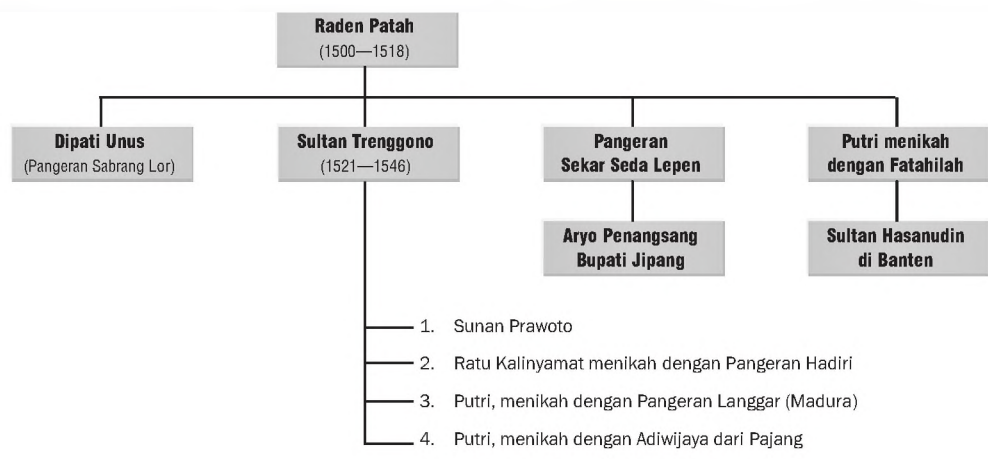 Raden Patah
(1500—1518)
Dipati Unus
(Pangeran Sabrang Lor)
Sultan Trenggono
(1521—1546)
Pangeran
Sekar Seda Lepen
Putri menikah
dengan Fatahilah
Aryo Penangsang
Bupati Jipang
Sultan Hasanudin
di Banten
1. Sunan Prawoto
2. Ratu Kalinyamat menikah dengan Pangeran Hadiri
3. Putri, menikah dengan Pangeran Langgar (Madura)
4. Putri, menikah dengan Adiwijaya dari Pajang